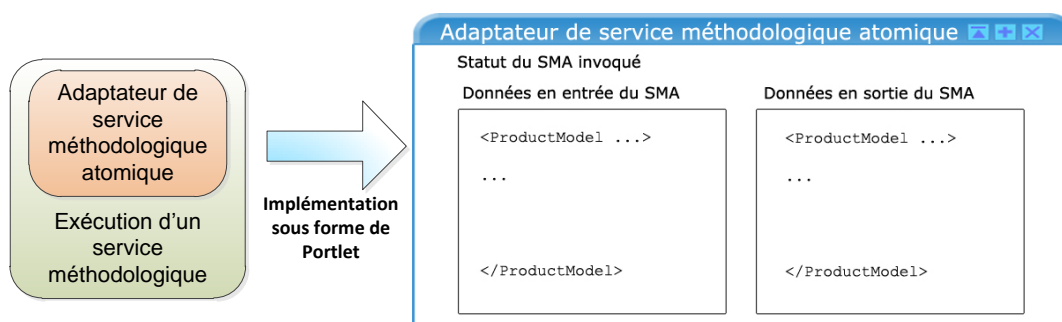 Adaptateur de
service
méthodologique
atomique
Exécution d'un
service
méthodologique
Implémentation
sous forme de
Portlet
Adaptateur de service méthodologique atomique
Statut du SMA invoqué
Données en entrée du SMA
<ProductModel ...>
...
</ProductModel>
Données en sortie du SMA
<ProductModel ...>
...
</ProductModel>